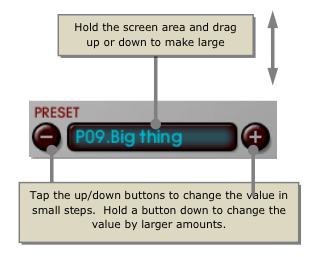 Hold the screen area and drag
up or down to make large
PRESET
P09.Big thing
Tap the up/down buttons to change the value in
small steps.  Hold a button down to change the
value by larger amounts.